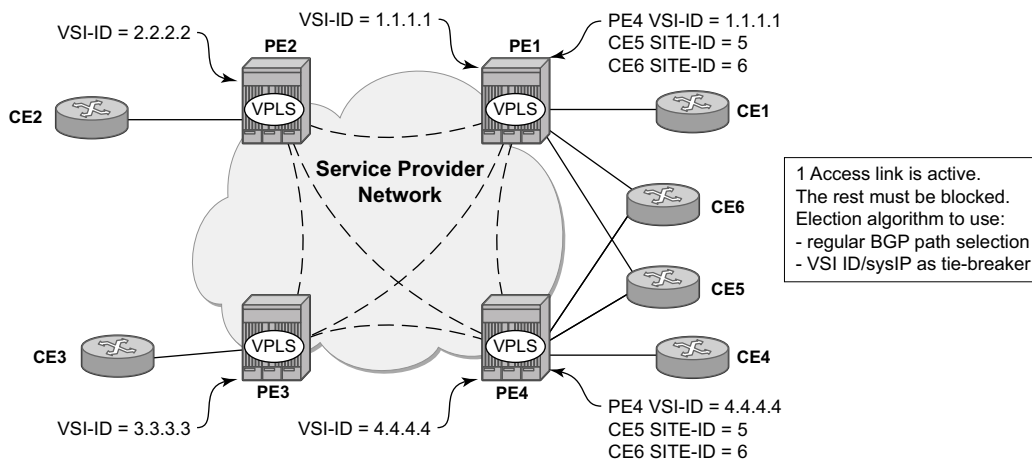 VSI-ID = 2.2.2.2
VSI-ID = 1.1.1.1
PE4 VSI-ID = 1.1.1.1
CE5 SITE-ID = 5
CE6 SITE-ID = 6
PE2
PE1
VPLS
VPLS
CE2
CE1
Service Provider
Network
CE6
1 Access link is active.
The rest must be blocked.
Election algorithm to use:
- regular BGP path selection
- VSI ID/sysIP as tie-breaker
CE5
VPLS
VPLS
CE3
CE4
PE3
PE4
VSI-ID = 3.3.3.3
VSI-ID = 4.4.4.4
PE4 VSI-ID = 4.4.4.4
CE5 SITE-ID = 5
CE6 SITE-ID = 6